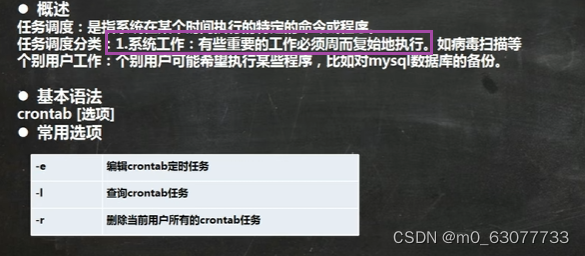 ● 概述
任务调度：是指系统在某个时间执行的特定的命令或程序。
任务调度分类：1.系统工作：有些重要的工作必须周而复始地执行。如病毒扫描等
个别用户工作：个别用户可能希望执行某些程序，比如对mysql数据库的备份。
● 基本语法
crontab [选项]
● 常用选项
-e 编辑crontab定时任务
-l 查询crontab任务
-r 删除当前用户所有的crontab任务
CSDN @m0_63077733